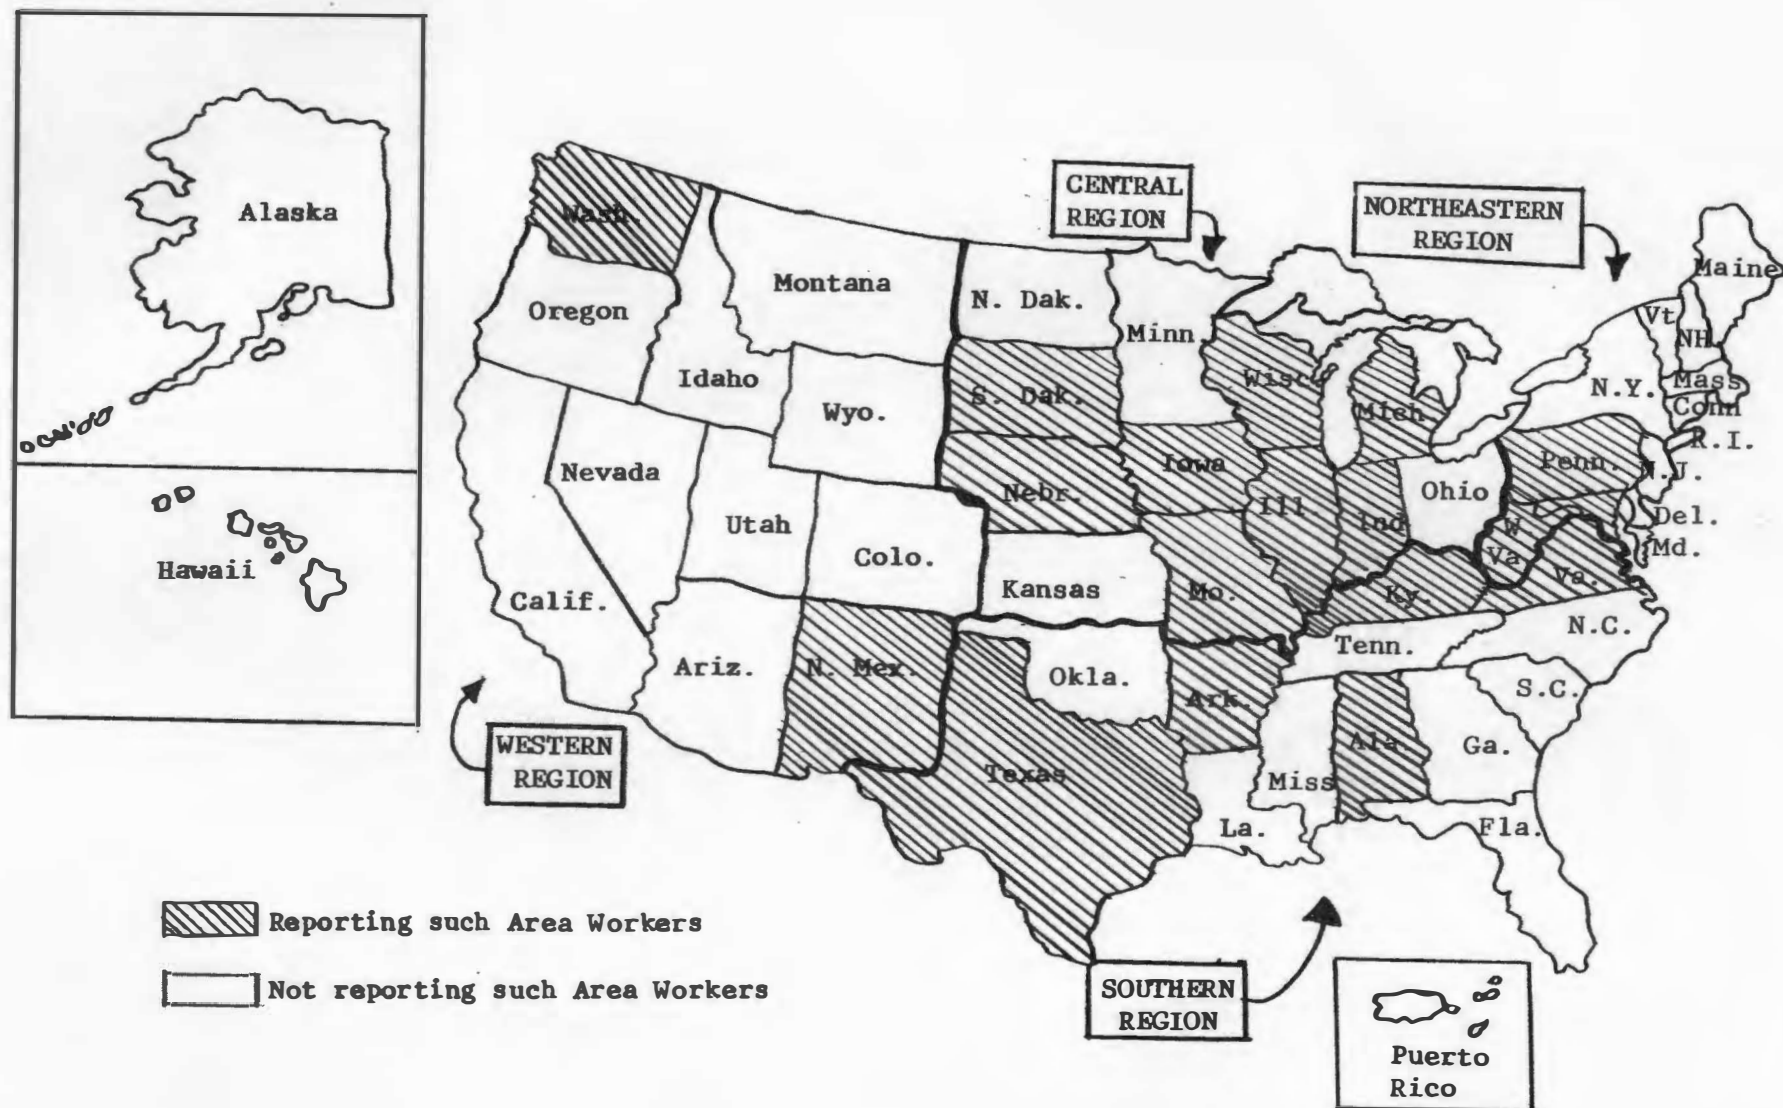 Alaska
Hawaii
CENTRAL
REGION
NORTHEASTERN
REGION
WESTERN
REGION
SOUTHERN
REGION
Wash.
Oregon
Calif.
Nevada
Idaho
Montana
Wyo.
Utah
Colo.
Ariz.
N. Mex.
N. Dak.
S. Dak.
Nebr.
Kansas
Okla.
Texas
Minn.
Iowa
Mo.
Ark.
La.
Wisc
Ill.
Mich
Ind
Ohio
Ky.
Tenn.
Miss
Ala.
Ga.
Fla.
S.C.
N.C.
Va.
W.
Va
Penn.
N.Y.
Vt
NH
Maine
Mass
Conn
R.I.
N.J.
Del.
Md.
Reporting such Area Workers
Not reporting such Area Workers
Puerto
Rico